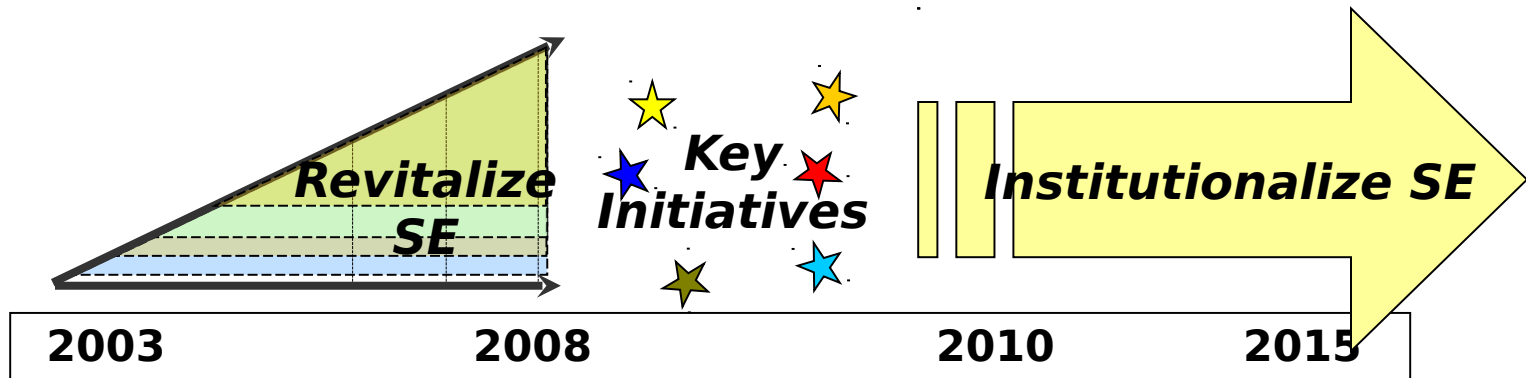 Revitalize
SE
Key
Initiatives
Institutionalize SE
2003
2008
2010
2015